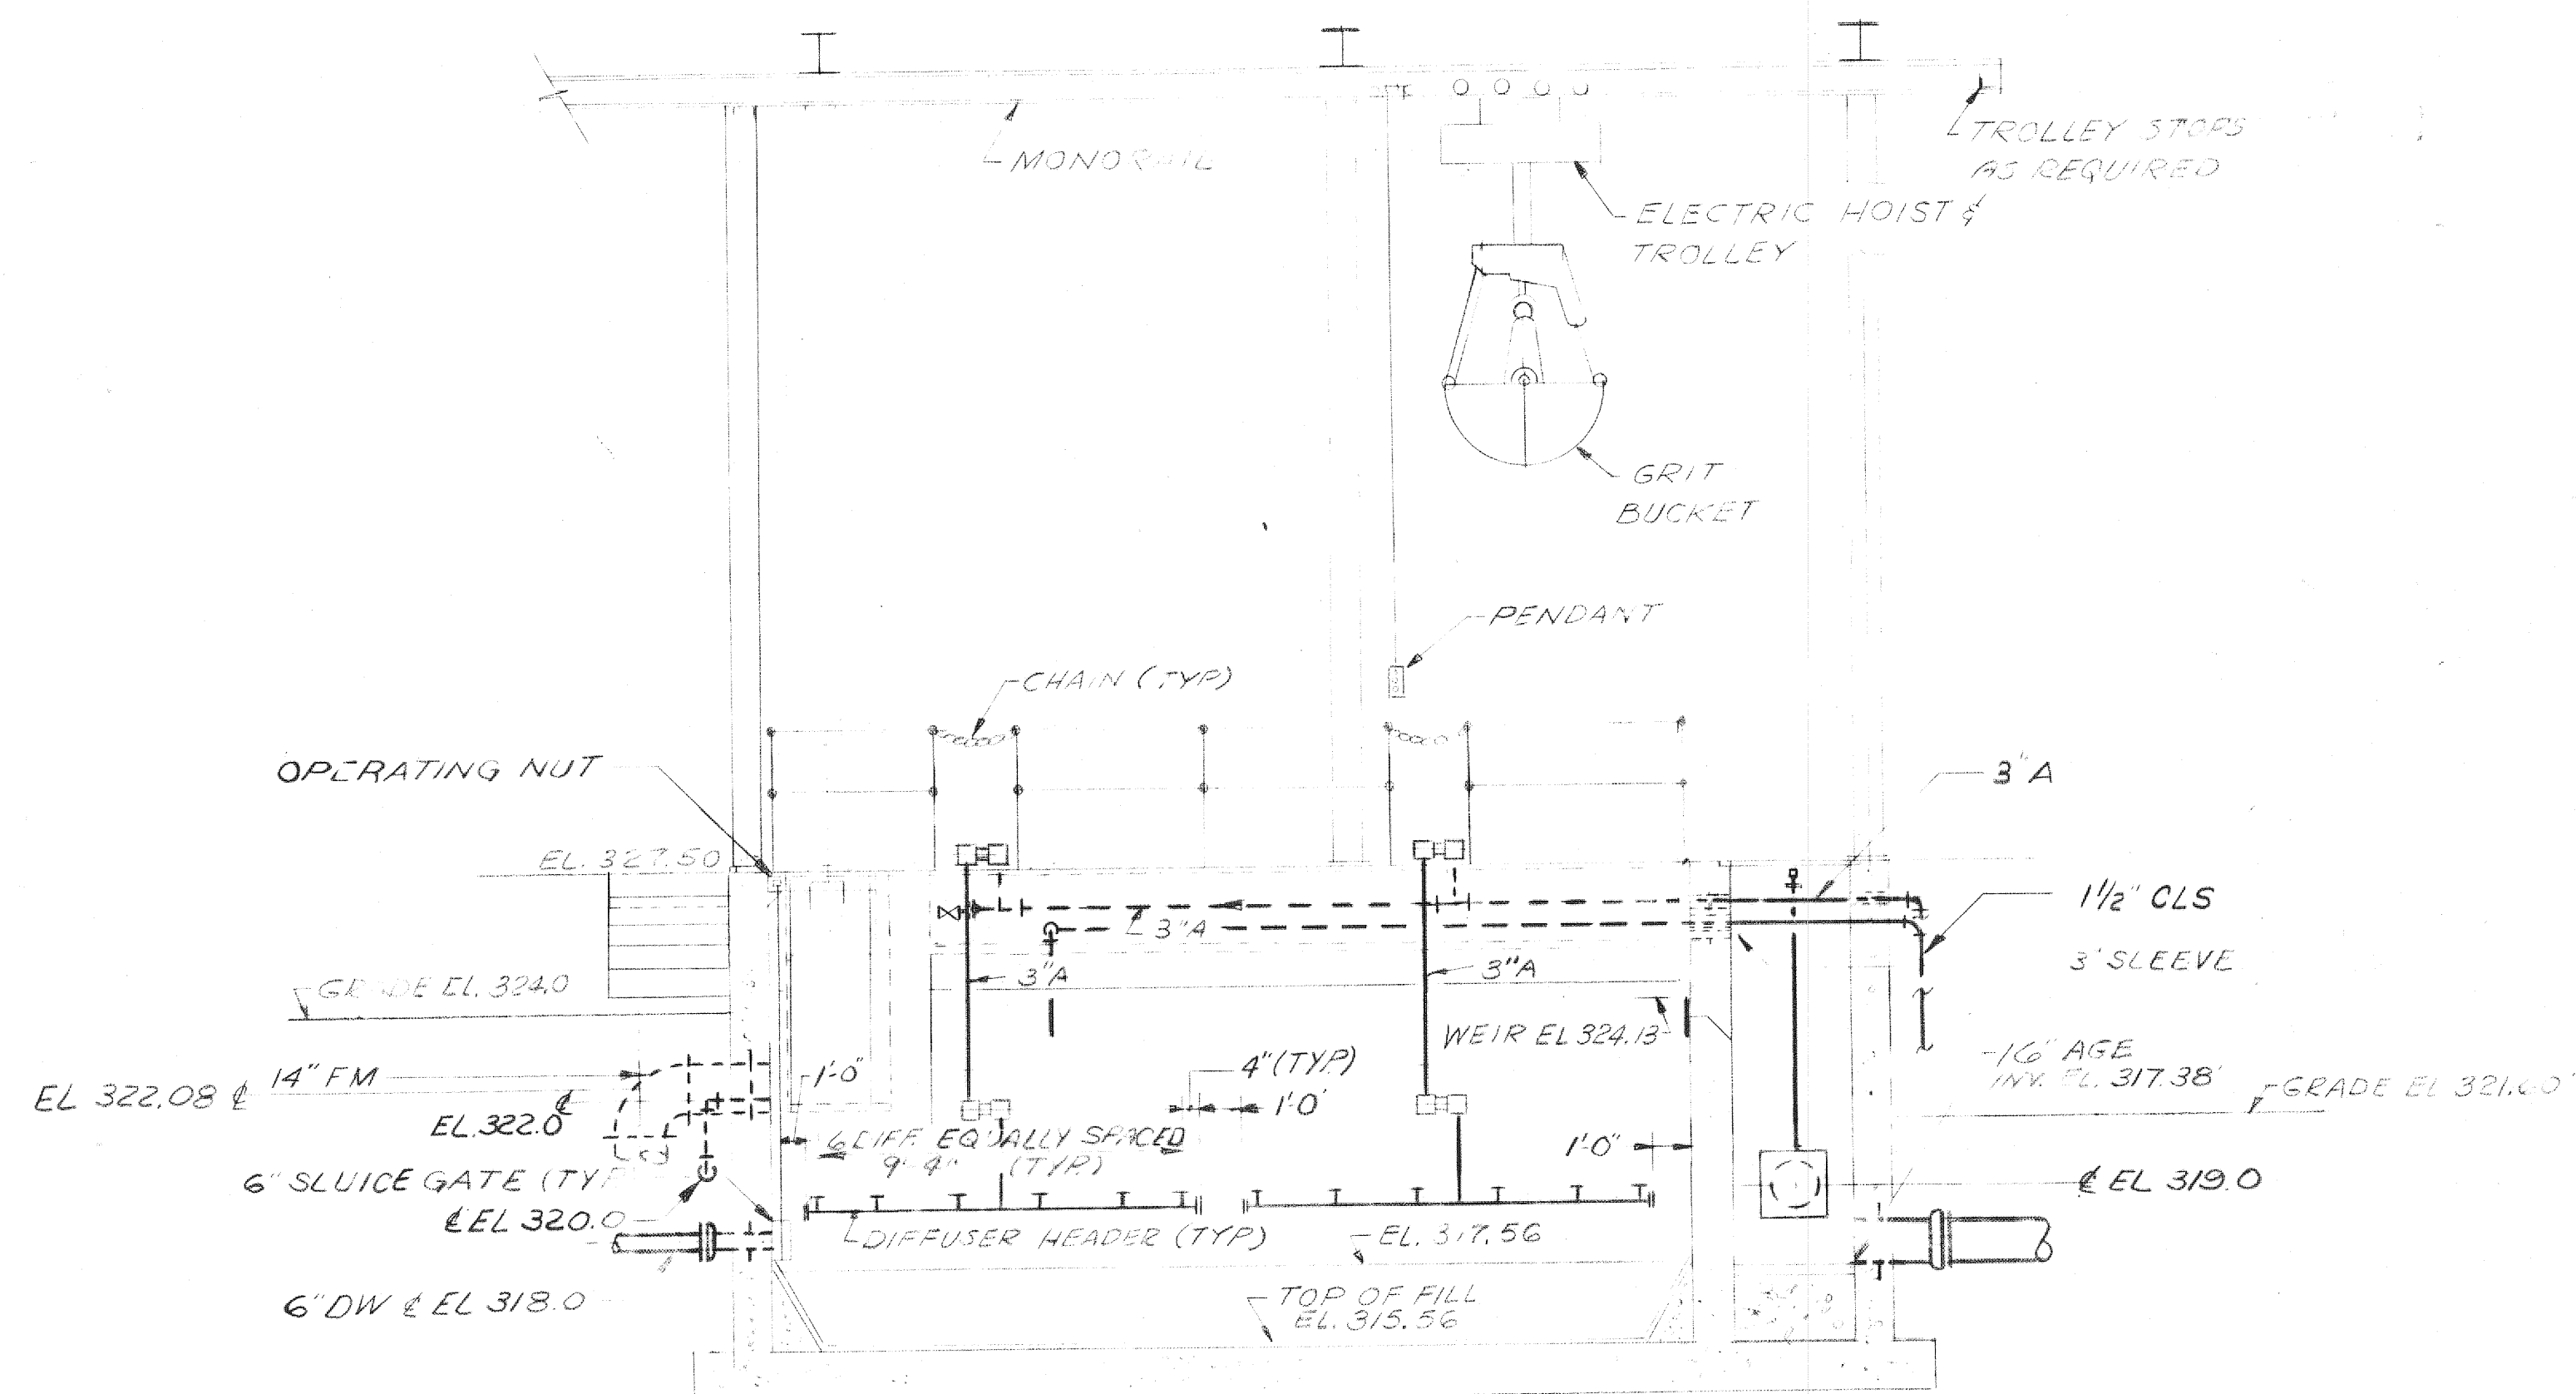 TROLLEY STOPS
AS REQUIRED
MONORAIL
ELECTRIC HOIST &
TROLLEY
GRIT
BUCKET
PENDANT
CHAIN (TYP)
OPERATING NUT
3"A
EL. 327.50
1½" CLS
3"A
3" SLEEVE
3"A
3"A
GRADE EL. 324.0
WEIR EL 324.13
16" AGE
INV. EL. 317.38'
4" (TYP)
14" FM
1'-0"
EL 322.08 ℄
1'-0"
GRADE EL 321.60
℄
EL.322.0
6 DIFF. EQUALLY SPACED
9'-4" (TYP)
1'-0"
6" SLUICE GATE (TYP
℄ EL 319.0
℄ EL 320.0
DIFFUSER HEADER (TYP)
EL. 317.56
6" DW ℄ EL 318.0
TOP OF FILL
EL. 315.56